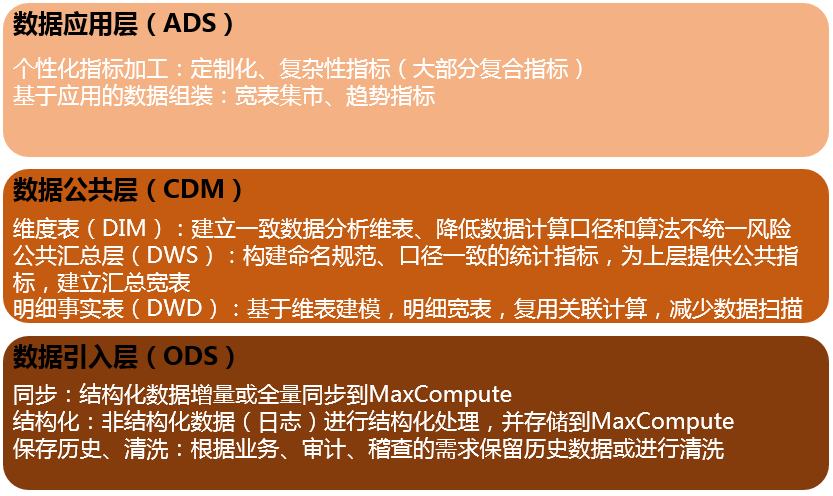 数据应用层（ADS）
个性化指标加工：定制化、复杂性指标（大部分复合指标）
基于应用的数据组装：宽表集市、趋势指标
数据公共层（CDM）
维度表（DIM）：建立一致数据分析维表、降低数据计算口径和算法不统一风险
公共汇总层（DWS）：构建命名规范、口径一致的统计指标，为上层提供公共指
标，建立汇总宽表
明细事实表（DWD）：基于维表建模，明细宽表，复用关联计算，减少数据扫描
数据引入层（ODS）
同步：结构化数据增量或全量同步到MaxCompute
结构化：非结构化数据（日志）进行结构化处理，并存储到MaxCompute
保存历史、清洗：根据业务、审计、稽查的需求保留历史数据或进行清洗